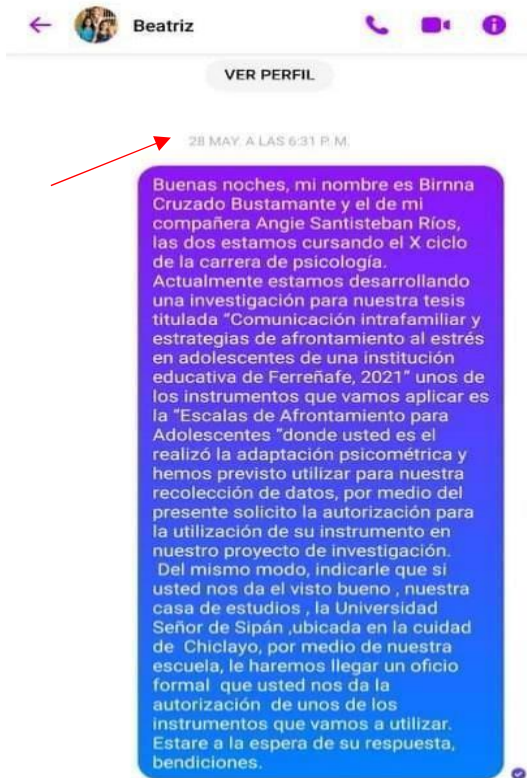 Beatriz
VER PERFIL
28 MAY. A LAS 6:31 P. M.
Buenas noches, mi nombre es Birnna
Cruzado Bustamante y el de mi
compañera Angie Santisteban Ríos,
las dos estamos cursando el X ciclo
de la carrera de psicología.
Actualmente estamos desarrollando
una investigación para nuestra tesis
titulada "Comunicación intrafamiliar y
estrategias de afrontamiento al estrés
en adolescentes de una institución
educativa de Ferreñafe, 2021" unos de
los instrumentos que vamos aplicar es
la "Escalas de Afrontamiento para
Adolescentes "donde usted es el
realizó la adaptación psicométrica y
hemos previsto utilizar para nuestra
recolección de datos, por medio del
presente solicito la autorización para
la utilización de su instrumento en
nuestro proyecto de investigación.
Del mismo modo, indicarle que si
usted nos da el visto bueno , nuestra
casa de estudios , la Universidad
Señor de Sipán ,ubicada en la cuidad
de Chiclayo, por medio de nuestra
escuela, le haremos llegar un oficio
formal que usted nos da la
autorización de unos de los
instrumentos que vamos a utilizar.
Estare a la espera de su respuesta,
bendiciones.